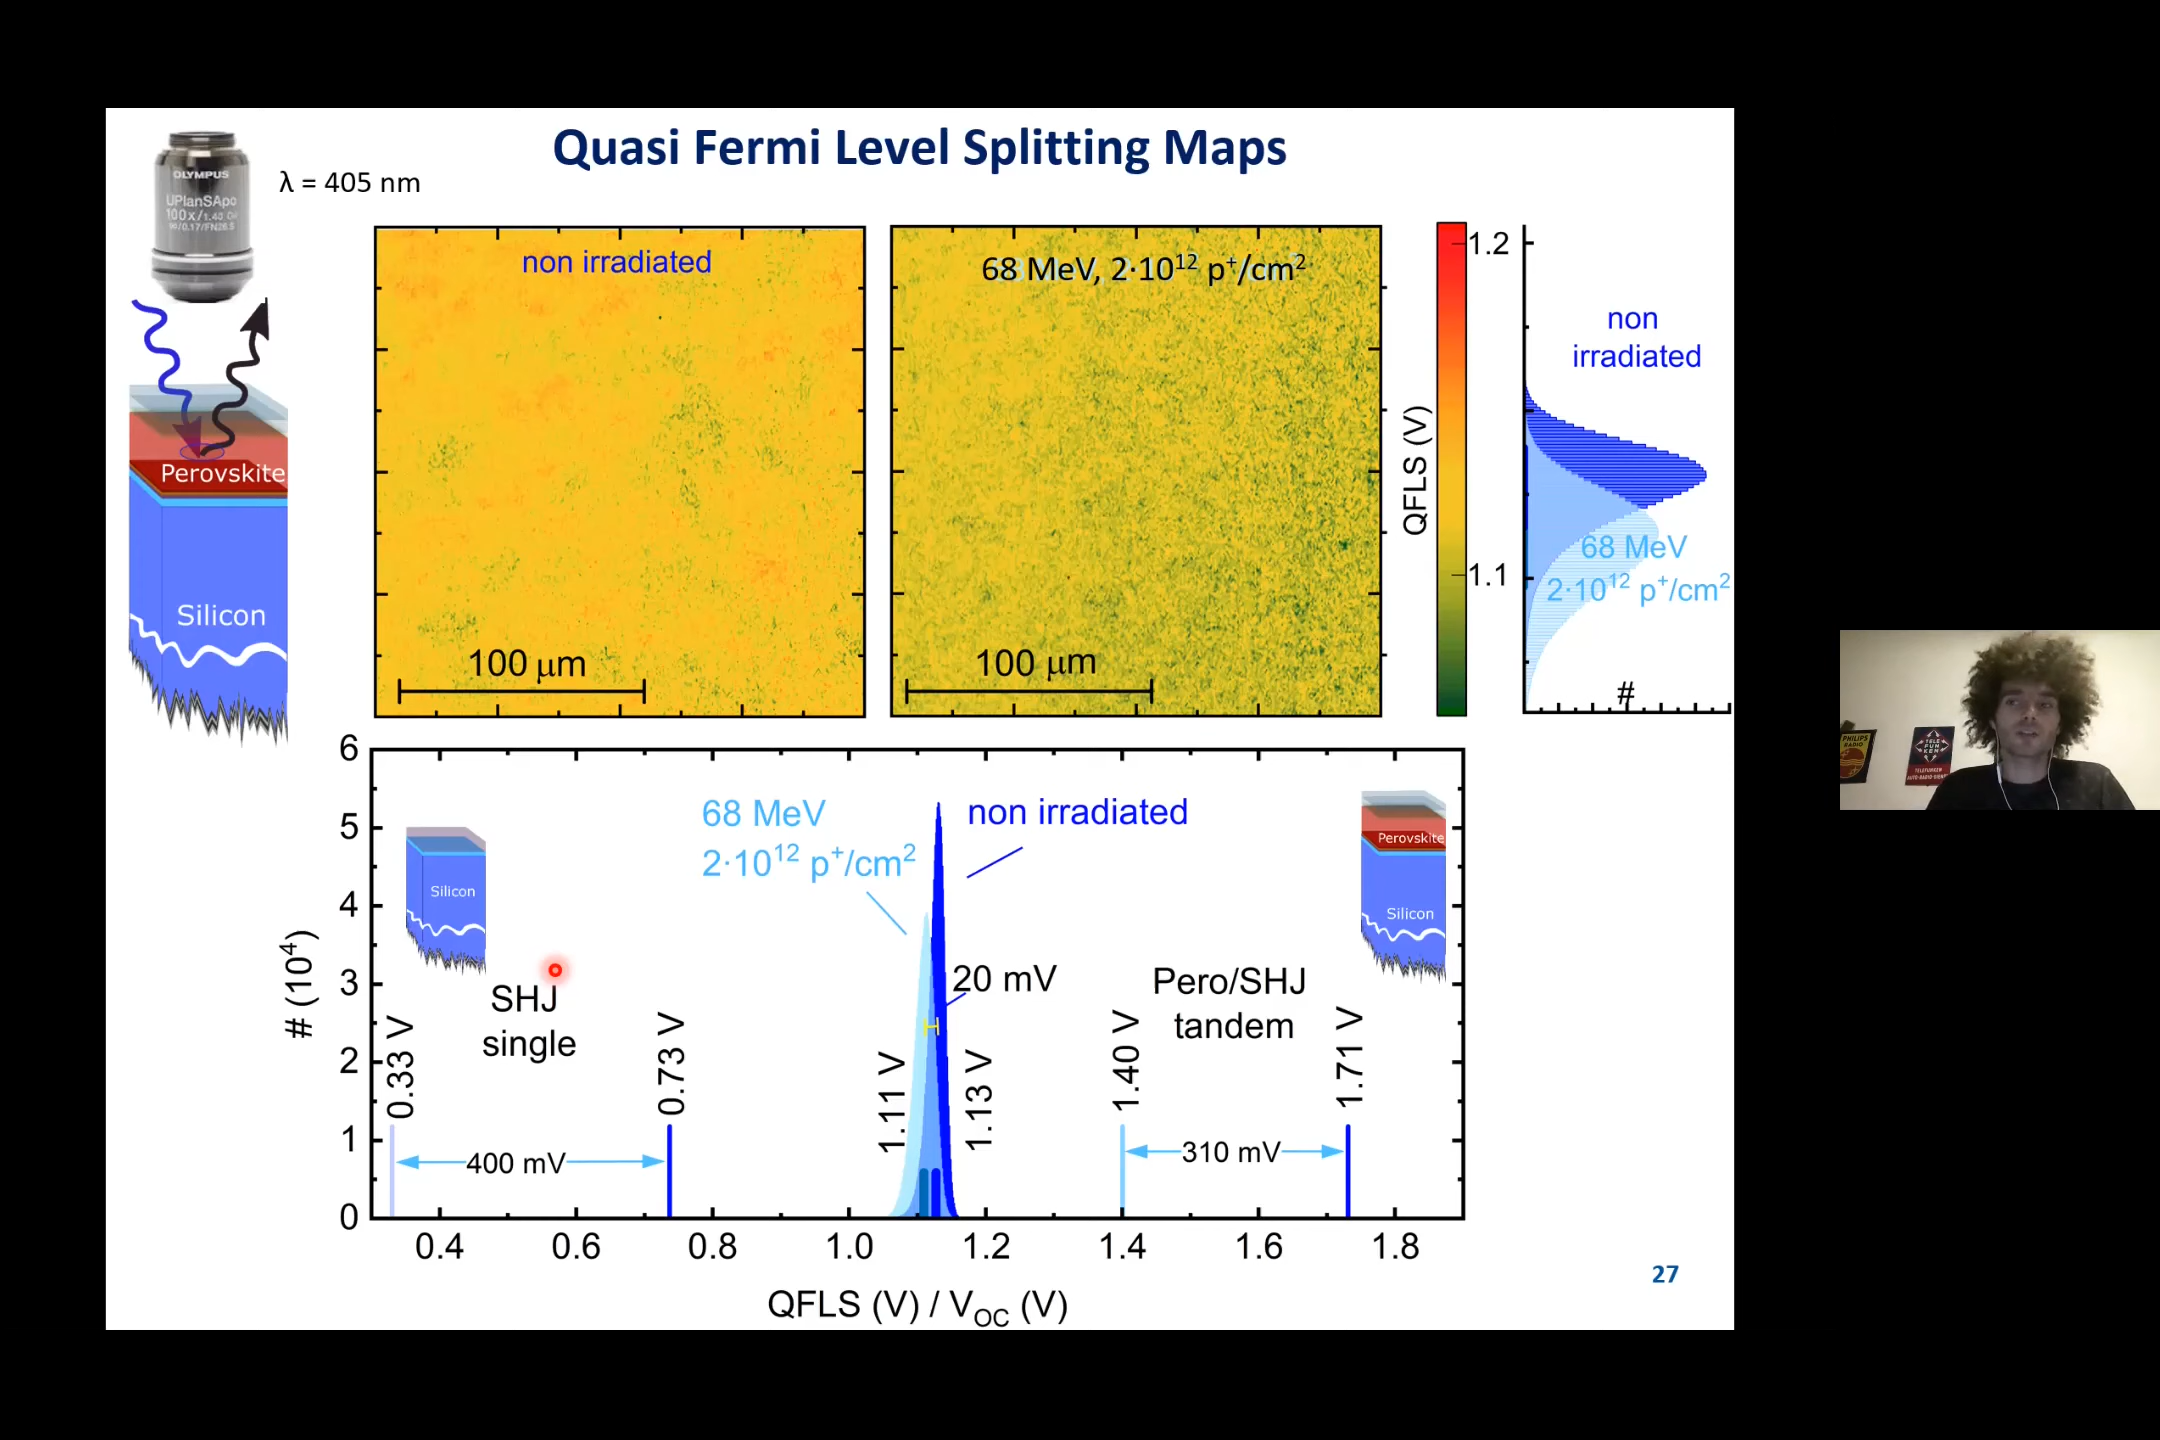 Quasi Fermi Level Splitting Maps
OLYMPUS
UPlanSApo
100x/1.40 Oil
∞/0.17/FN26.5
λ = 405 nm
non irradiated
68 MeV, 2·10¹² p⁺/cm²
100 μm
100 μm
QFLS (V)
1.2
1.1
non
irradiated
68 MeV
2·10¹² p⁺/cm²
#
Perovskite
Silicon
# (10⁴)
6
5
4
3
2
1
0
68 MeV
2·10¹² p⁺/cm²
non irradiated
Silicon
SHJ
single
0.33 V
0.73 V
400 mV
20 mV
1.11 V
1.13 V
Pero/SHJ
tandem
1.40 V
1.71 V
310 mV
Perovskite
Silicon
0.4 0.6 0.8 1.0 1.2 1.4 1.6 1.8
QFLS (V) / V_OC (V)
27
PHILIPS
RADIO
TELE
FUN
KEN
TELEFUNKEN